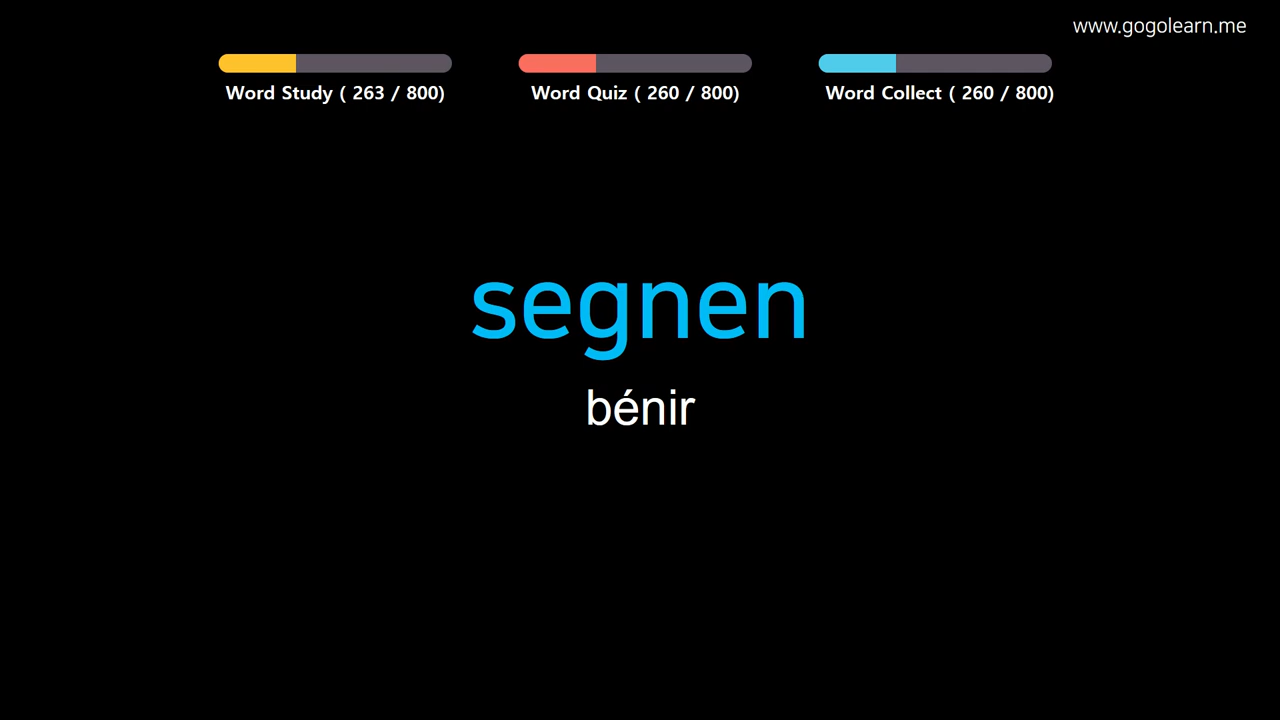 www.gogolearn.me
Word Study ( 263 / 800)
Word Quiz ( 260 / 800)
Word Collect ( 260 / 800)
segnen
bénir